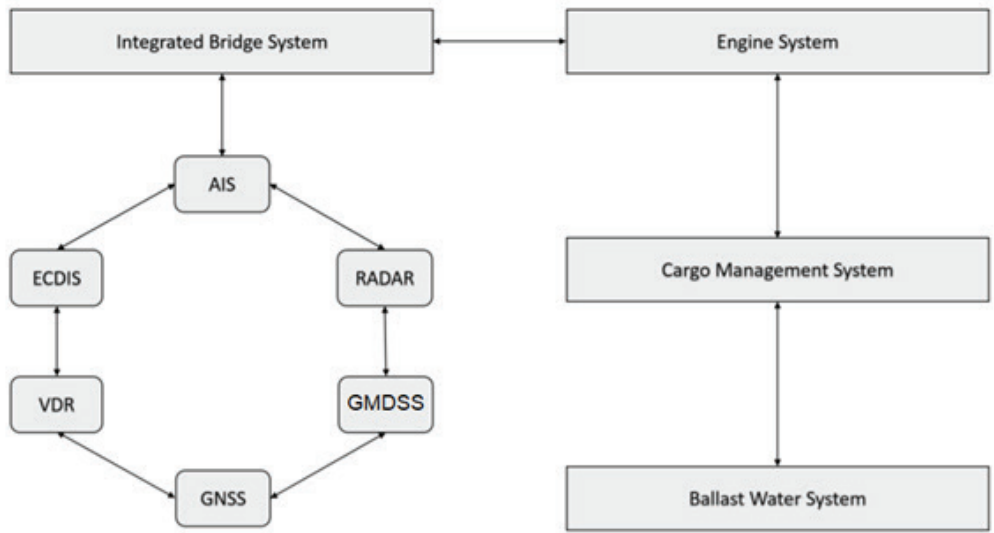 Integrated Bridge System
Engine System
AIS
ECDIS
RADAR
Cargo Management System
VDR
GMDSS
GNSS
Ballast Water System